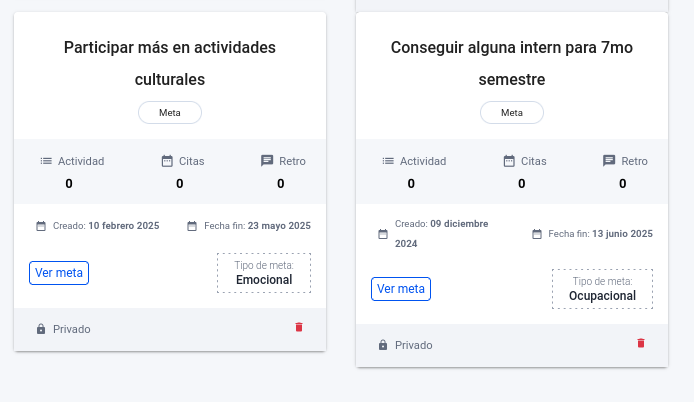 Participar más en actividades
culturales
Meta
Actividad
Citas
Retro
0
0
0
Creado: 10 febrero 2025
Fecha fin: 23 mayo 2025
Ver meta
Tipo de meta:
Emocional
Privado
Conseguir alguna intern para 7mo
semestre
Meta
Actividad
Citas
Retro
0
0
0
Creado: 09 diciembre
2024
Fecha fin: 13 junio 2025
Ver meta
Tipo de meta:
Ocupacional
Privado